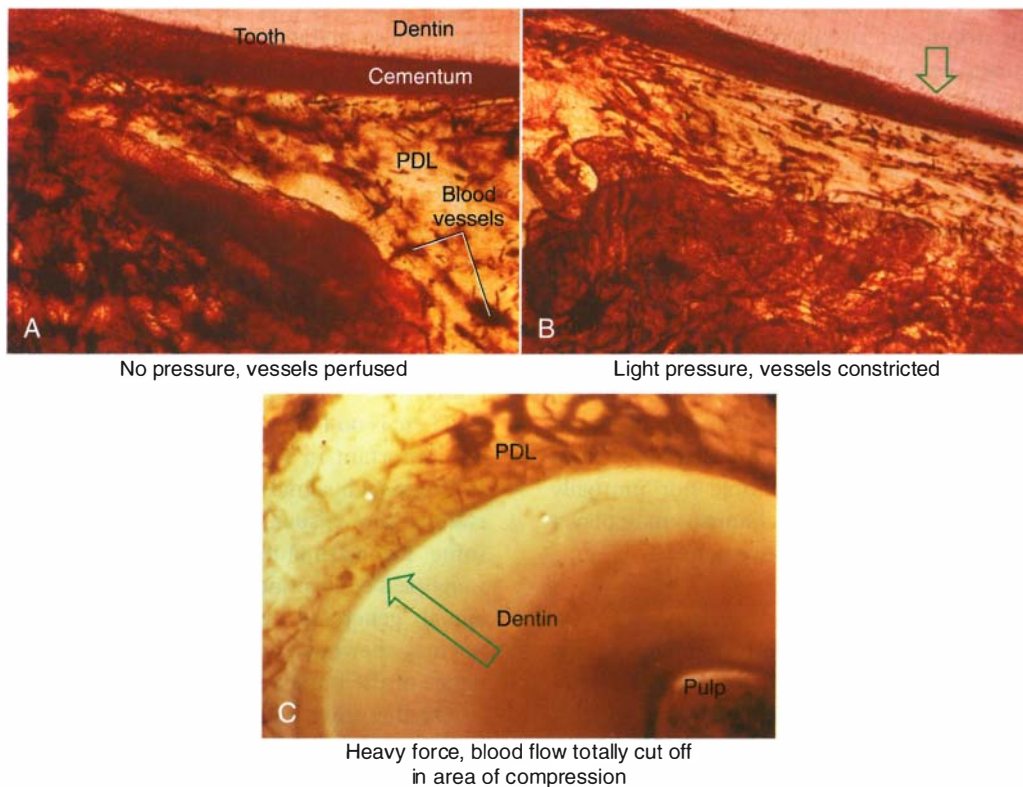 Tooth
Dentin
Cementum
PDL
Blood
vessels
A
B
No pressure, vessels perfused
Light pressure, vessels constricted
PDL
Dentin
Pulp
C
Heavy force, blood flow totally cut off
in area of compression